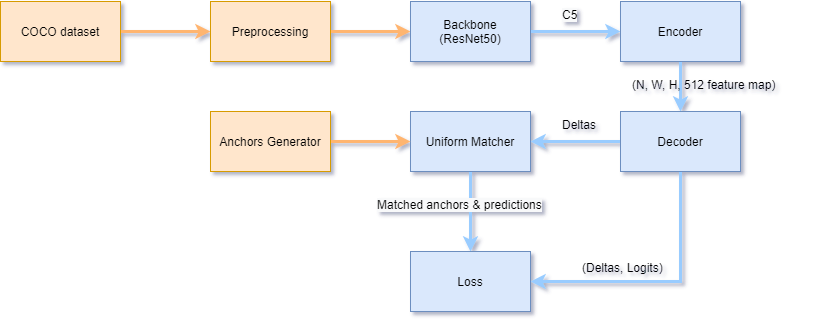 COCO dataset
Preprocessing
Backbone
(ResNet50)
C5
Encoder
(N, W, H, 512 feature map)
Anchors Generator
Uniform Matcher
Deltas
Decoder
Matched anchors & predictions
Loss
(Deltas, Logits)